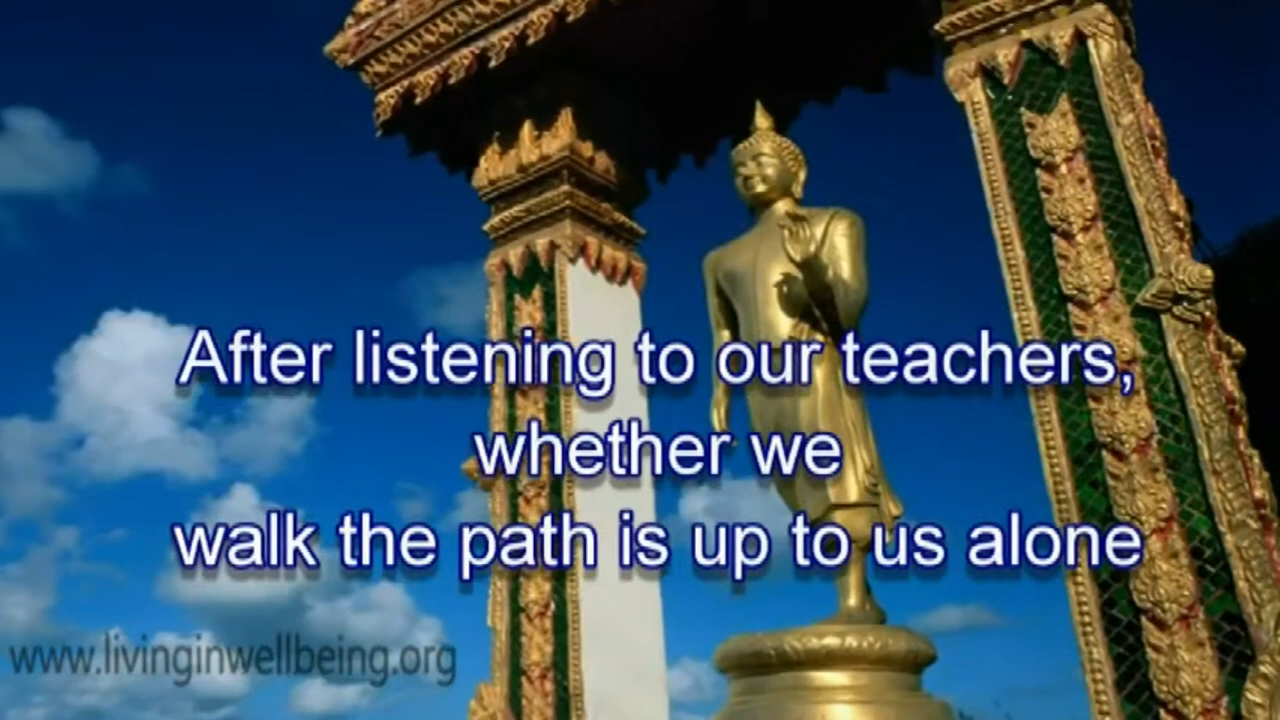 After listening to our teachers,
whether we
walk the path is up to us alone
www.livinginwellbeing.org